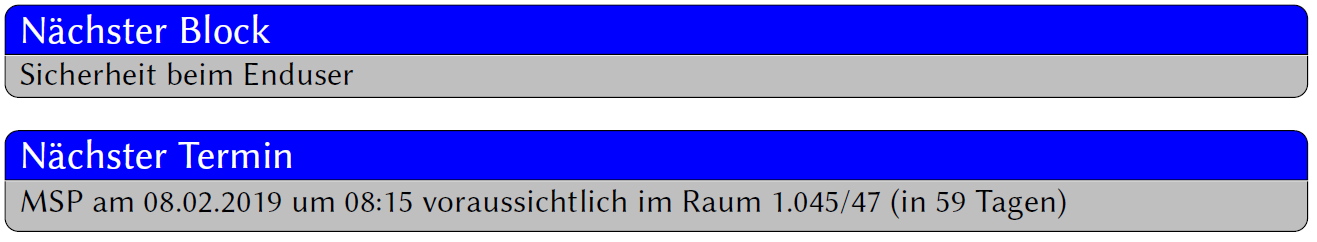 Nächster Block
Sicherheit beim Enduser
Nächster Termin
MSP am 08.02.2019 um 08:15 voraussichtlich im Raum 1.045/47 (in 59 Tagen)